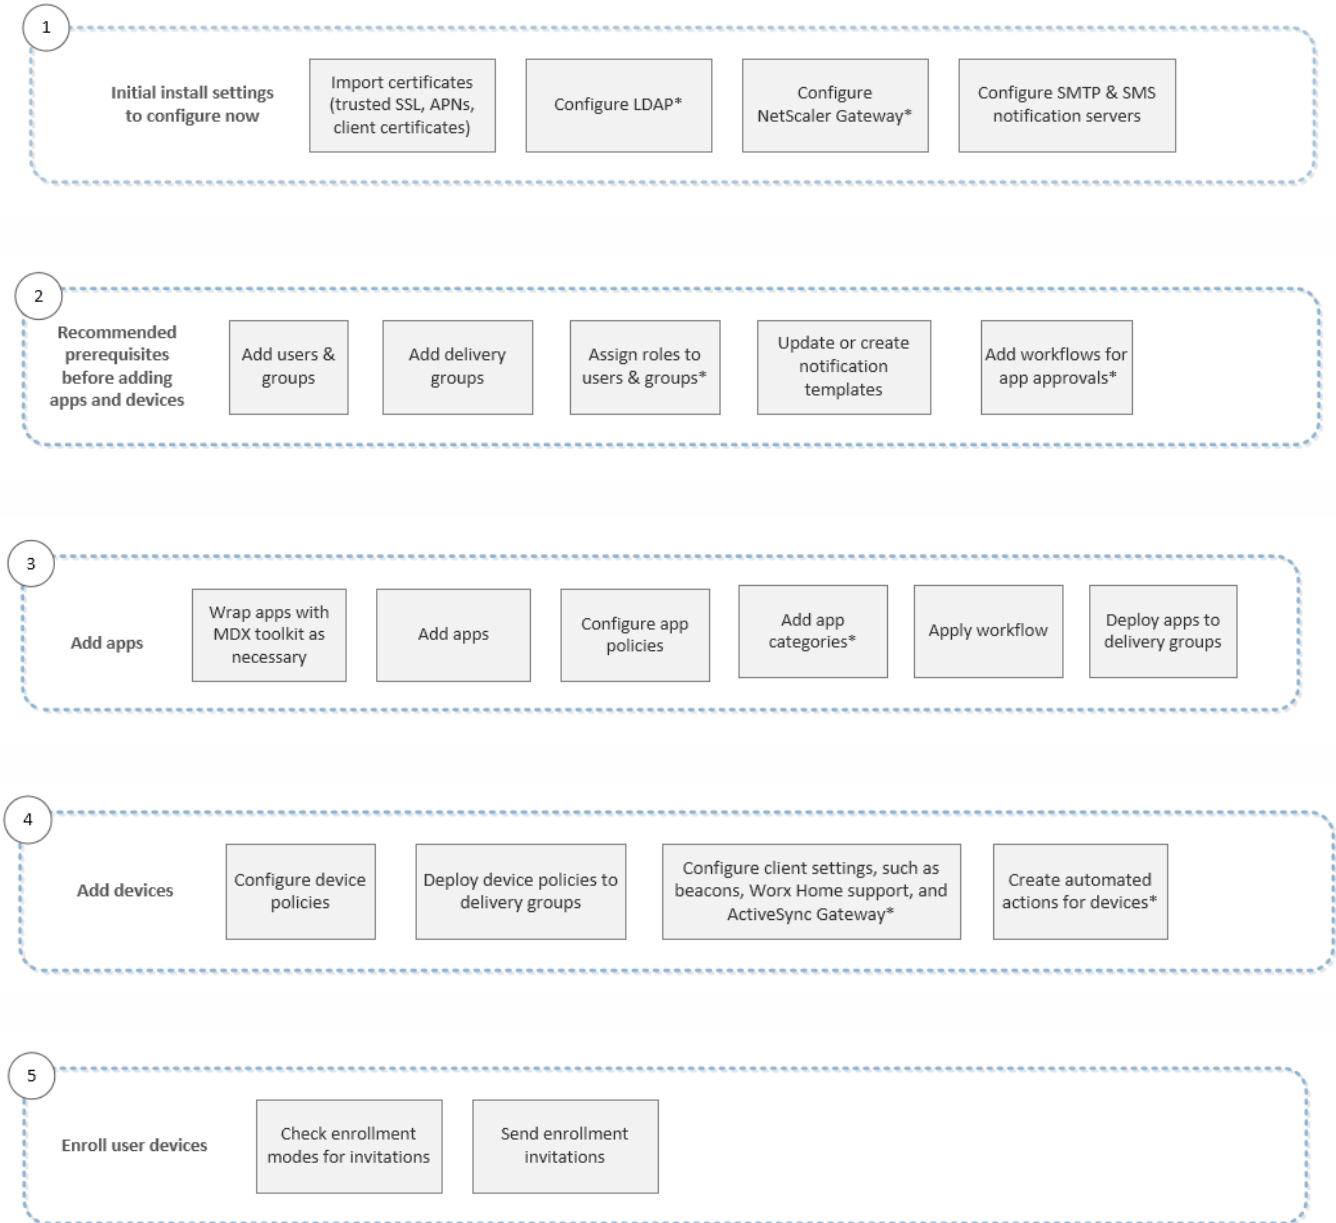 1
Initial install settings
to configure now
Import certificates
(trusted SSL, APNs,
client certificates)
Configure LDAP*
Configure
NetScaler Gateway*
Configure SMTP & SMS
notification servers
2
Recommended
prerequisites
before adding
apps and devices
Add users &
groups
Add delivery
groups
Assign roles to
users & groups*
Update or create
notification
templates
Add workflows for
app approvals*
3
Add apps
Wrap apps with
MDX toolkit as
necessary
Add apps
Configure app
policies
Add app
categories*
Apply workflow
Deploy apps to
delivery groups
4
Add devices
Configure device
policies
Deploy device policies to
delivery groups
Configure client settings, such as
beacons, Worx Home support, and
ActiveSync Gateway*
Create automated
actions for devices*
5
Enroll user devices
Check enrollment
modes for invitations
Send enrollment
invitations